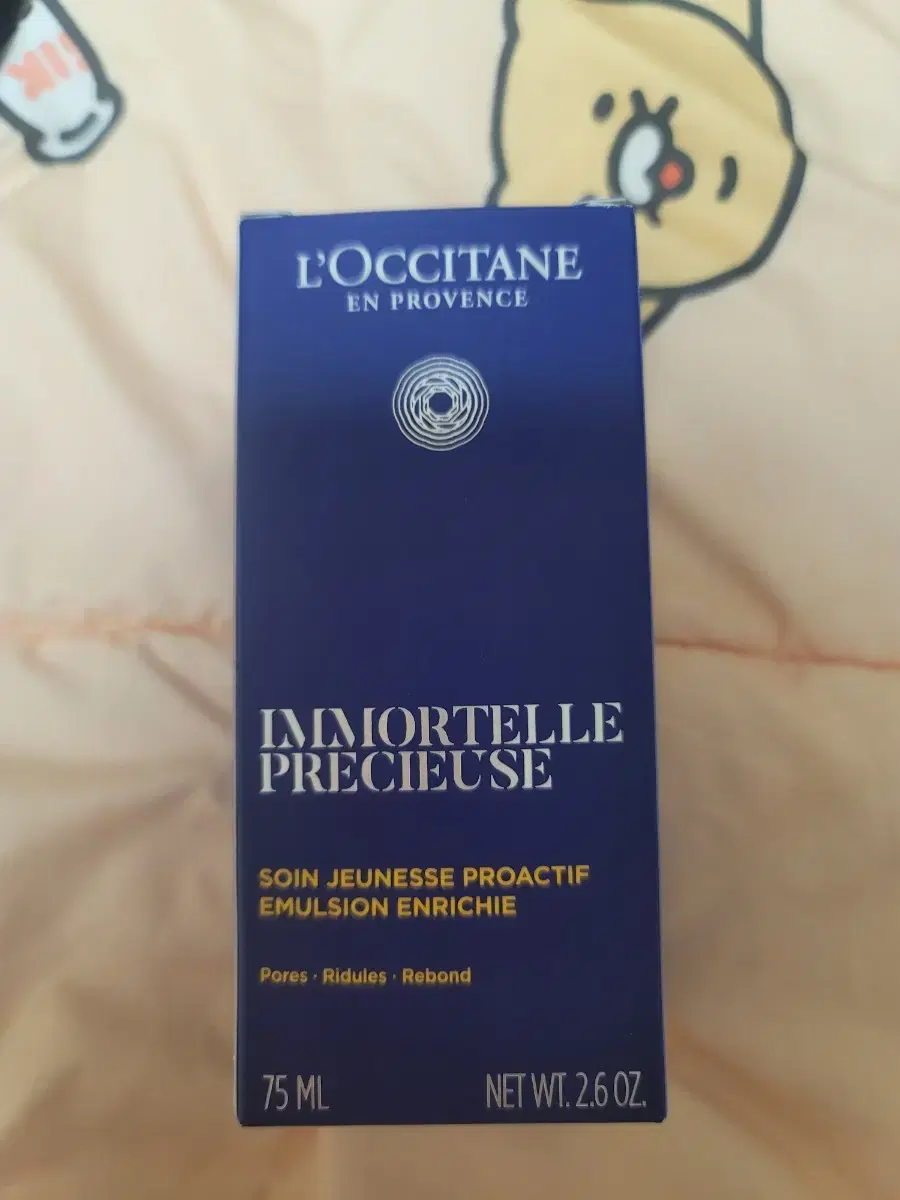 L'OCCITANE
EN PROVENCE
IMMORTELLE
PRECIEUSE
SOIN JEUNESSE PROACTIF
EMULSION ENRICHIE
Pores · Ridules · Rebond
75 ML NET WT. 2.6 OZ.